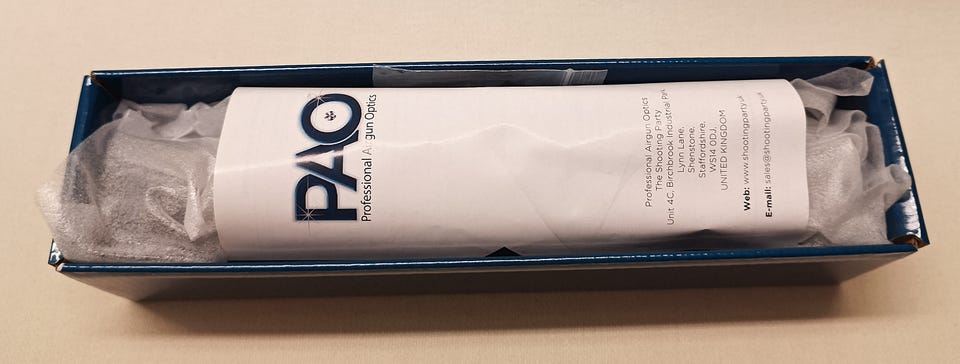 PAO
Professional Airgun Optics
Professional Airgun Optics
The Shooting Party
Unit 4C, Birchbrook Industrial Park
Lynn Lane,
Shenstone,
Staffordshire,
WS14 0DJ,
UNITED KINGDOM
Web: www.shootingparty.uk
E-mail: sales@shootingparty.uk